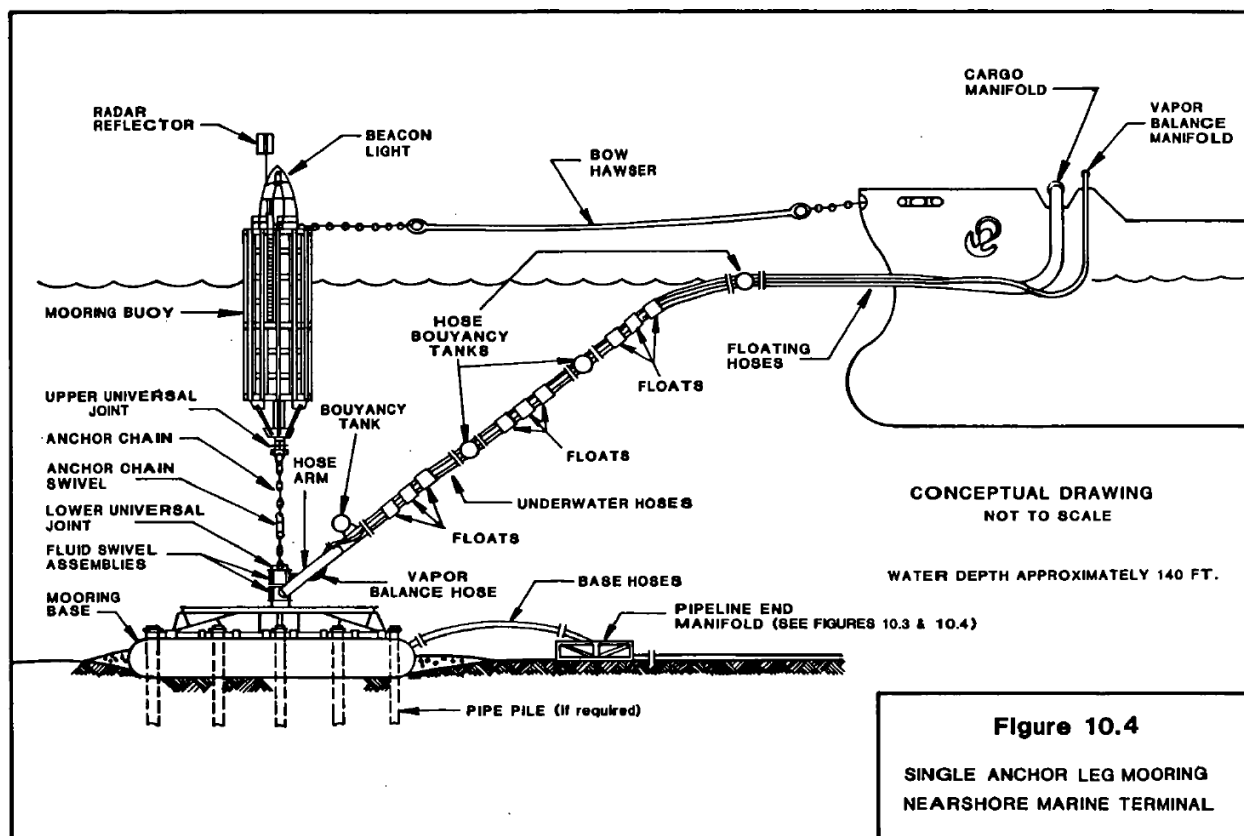 CARGO
MANIFOLD
VAPOR
BALANCE
MANIFOLD
RADAR
REFLECTOR
BEACON
LIGHT
BOW
HAWSER
MOORING BUOY
HOSE
BOUYANCY
TANKS
FLOATING
HOSES
FLOATS
UPPER UNIVERSAL
JOINT
BOUYANCY
TANK
ANCHOR CHAIN
HOSE
ARM
FLOATS
ANCHOR CHAIN
SWIVEL
UNDERWATER HOSES
CONCEPTUAL DRAWING
NOT TO SCALE
LOWER UNIVERSAL
JOINT
FLOATS
FLUID SWIVEL
ASSEMBLIES
VAPOR
BALANCE HOSE
BASE HOSES
WATER DEPTH APPROXIMATELY 140 FT.
MOORING
BASE
PIPELINE END
MANIFOLD (SEE FIGURES 10.3 & 10.4)
PIPE PILE (if required)
Figure 10.4
SINGLE ANCHOR LEG MOORING
NEARSHORE MARINE TERMINAL